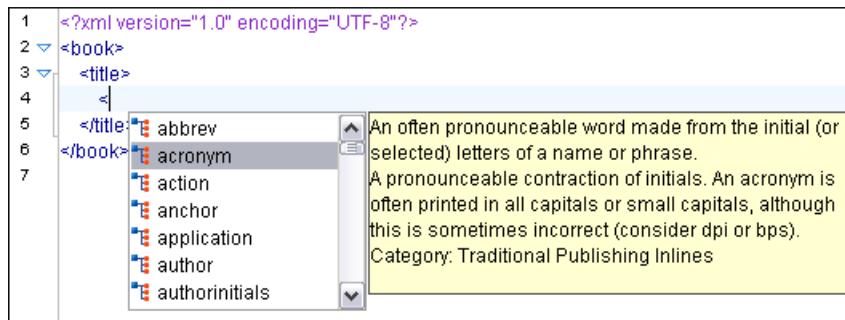 1 <?xml version="1.0" encoding="UTF-8"?>
2 <book>
3 <title>
4 <
5 </title>
6 </book>
7
abbrev
acronym
action
anchor
application
author
authorinitials
An often pronounceable word made from the initial (or
selected) letters of a name or phrase.
A pronounceable contraction of initials. An acronym is
often printed in all capitals or small capitals, although
this is sometimes incorrect (consider dpi or bps).
Category: Traditional Publishing Inlines